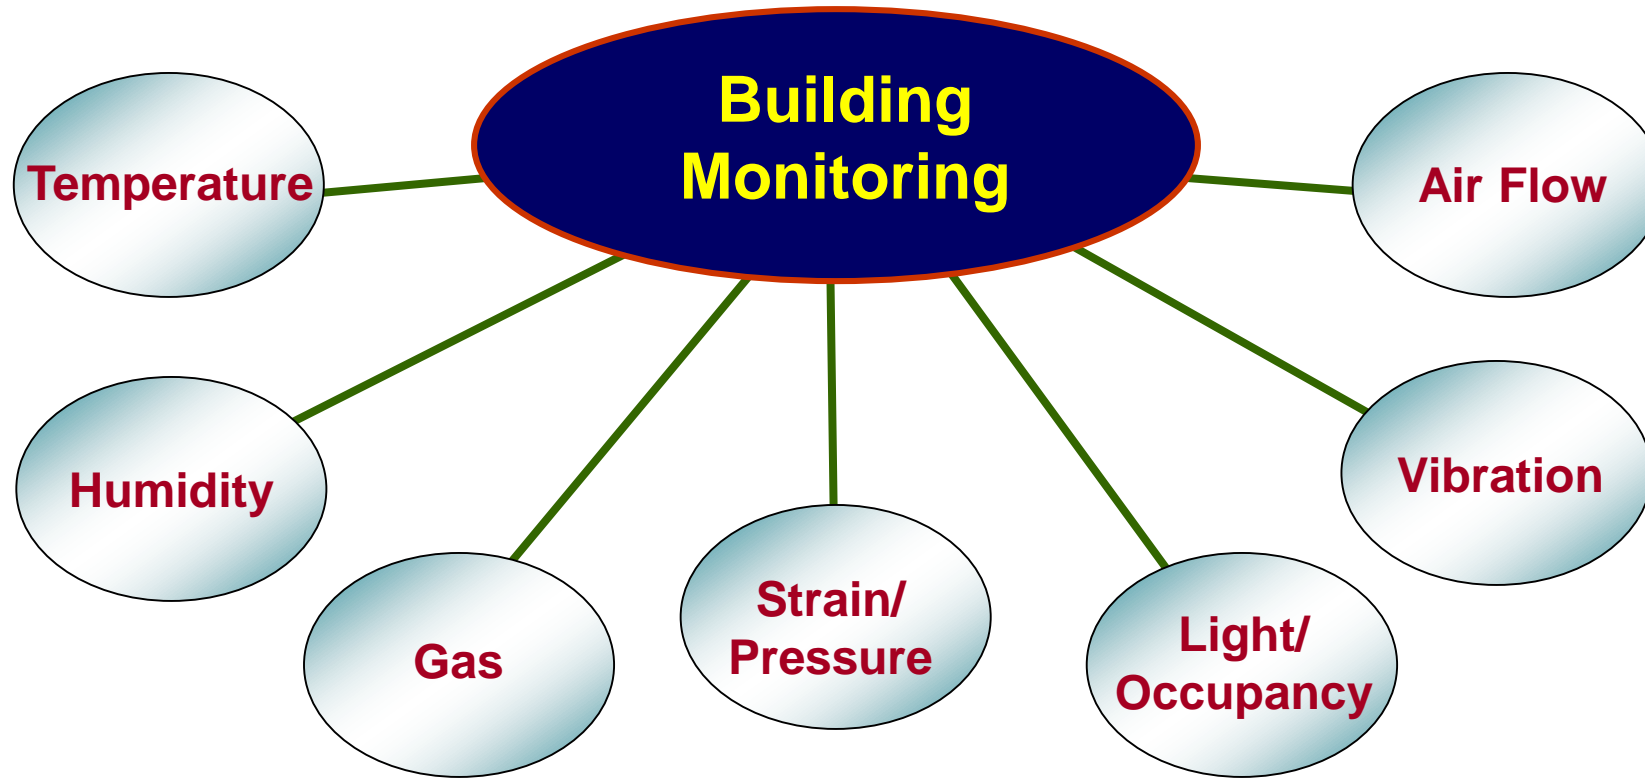 Building
Monitoring
Temperature
Air Flow
Humidity
Vibration
Gas
Strain/
Pressure
Light/
Occupancy